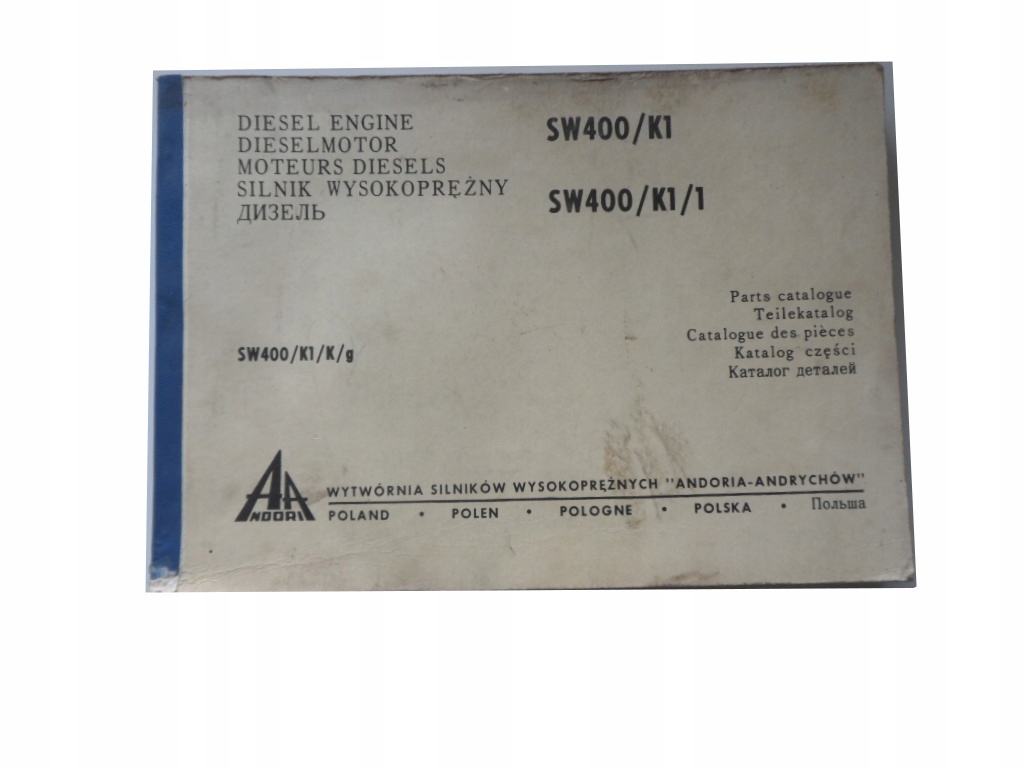 DIESEL ENGINE
DIESELMOTOR
MOTEURS DIESELS
SILNIK WYSOKOPRĘŻNY
ДИЗЕЛЬ
SW400/K1
SW400/K1/1
Parts catalogue
Teilekatalog
Catalogue des pièces
Katalog części
Каталог деталей
SW400/K1/K/g
ANDORIA
WYTWÓRNIA SILNIKÓW WYSOKOPRĘŻNYCH "ANDORIA-ANDRYCHÓW"
POLAND • POLEN • POLOGNE • POLSKA • Польша